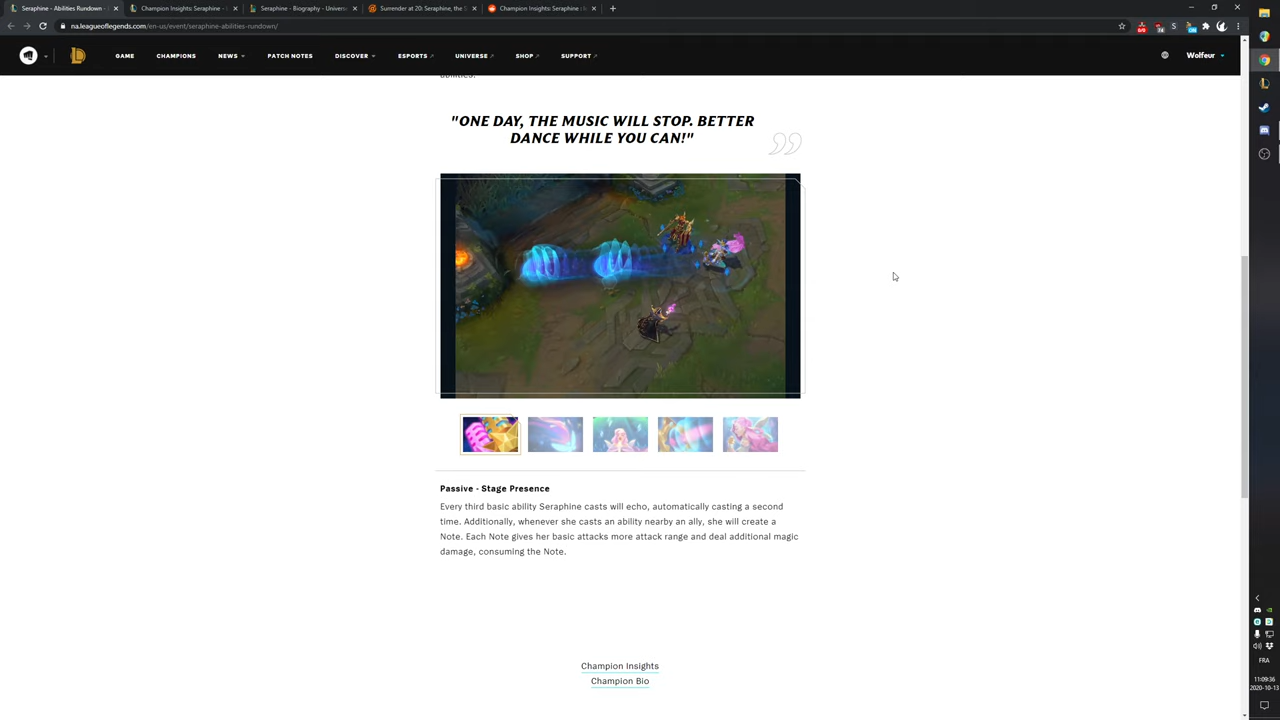 Seraphine - Abilities Rundown -
Champion Insights: Seraphine -
Seraphine - Biography - Univers
Surrender at 20: Seraphine, the S
Champion Insights: Seraphine : l
na.leagueoflegends.com/en-us/event/seraphine-abilities-rundown/
GAME
CHAMPIONS
NEWS
PATCH NOTES
DISCOVER
ESPORTS
UNIVERSE
SHOP
SUPPORT
Wolfeur
abilities.
"ONE DAY, THE MUSIC WILL STOP. BETTER
DANCE WHILE YOU CAN!"
Passive - Stage Presence
Every third basic ability Seraphine casts will echo, automatically casting a second
time. Additionally, whenever she casts an ability nearby an ally, she will create a
Note. Each Note gives her basic attacks more attack range and deal additional magic
damage, consuming the Note.
Champion Insights
Champion Bio
FRA
11:09:36
2020-10-13